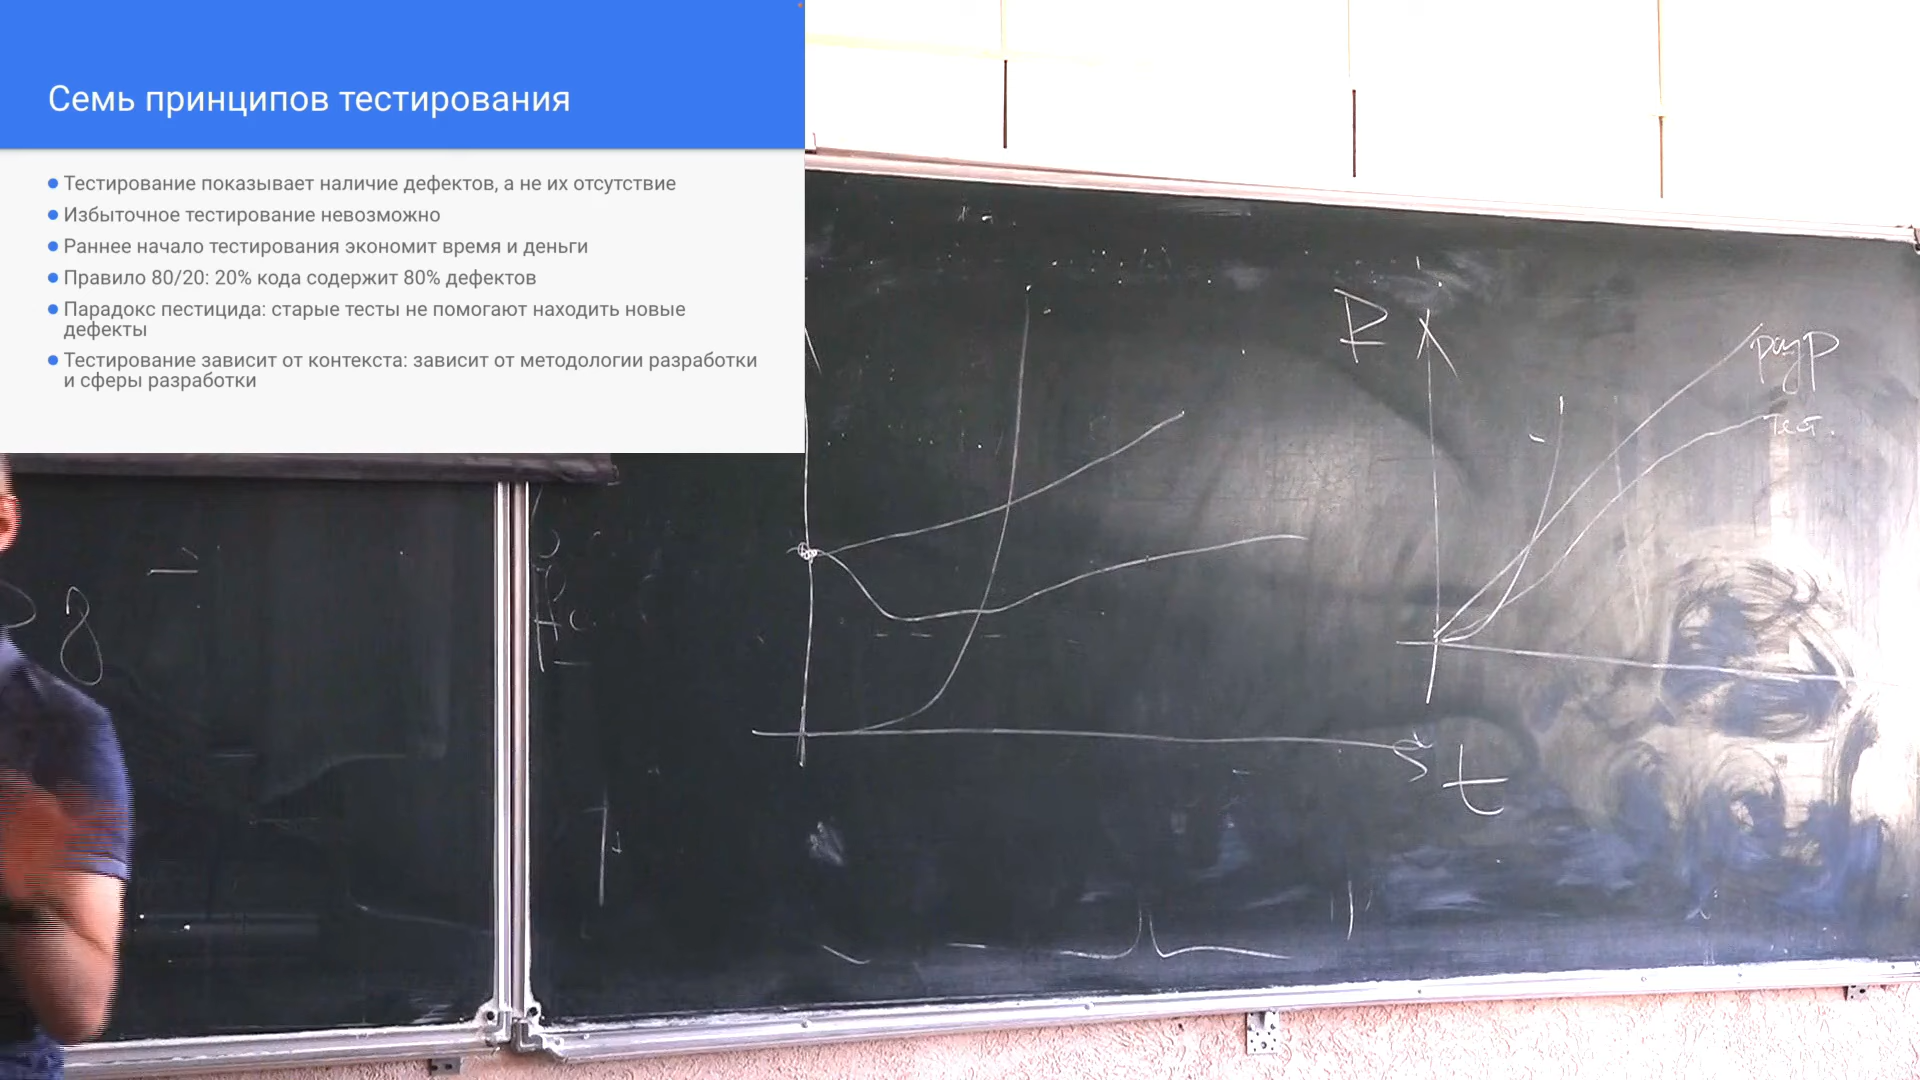 Семь принципов тестирования
Тестирование показывает наличие дефектов, а не их отсутствие
Избыточное тестирование невозможно
Раннее начало тестирования экономит время и деньги
Правило 80/20: 20% кода содержит 80% дефектов
Парадокс пестицида: старые тесты не помогают находить новые
дефекты
Тестирование зависит от контекста: зависит от методологии разработки
и сферы разработки
разр
тест.
t